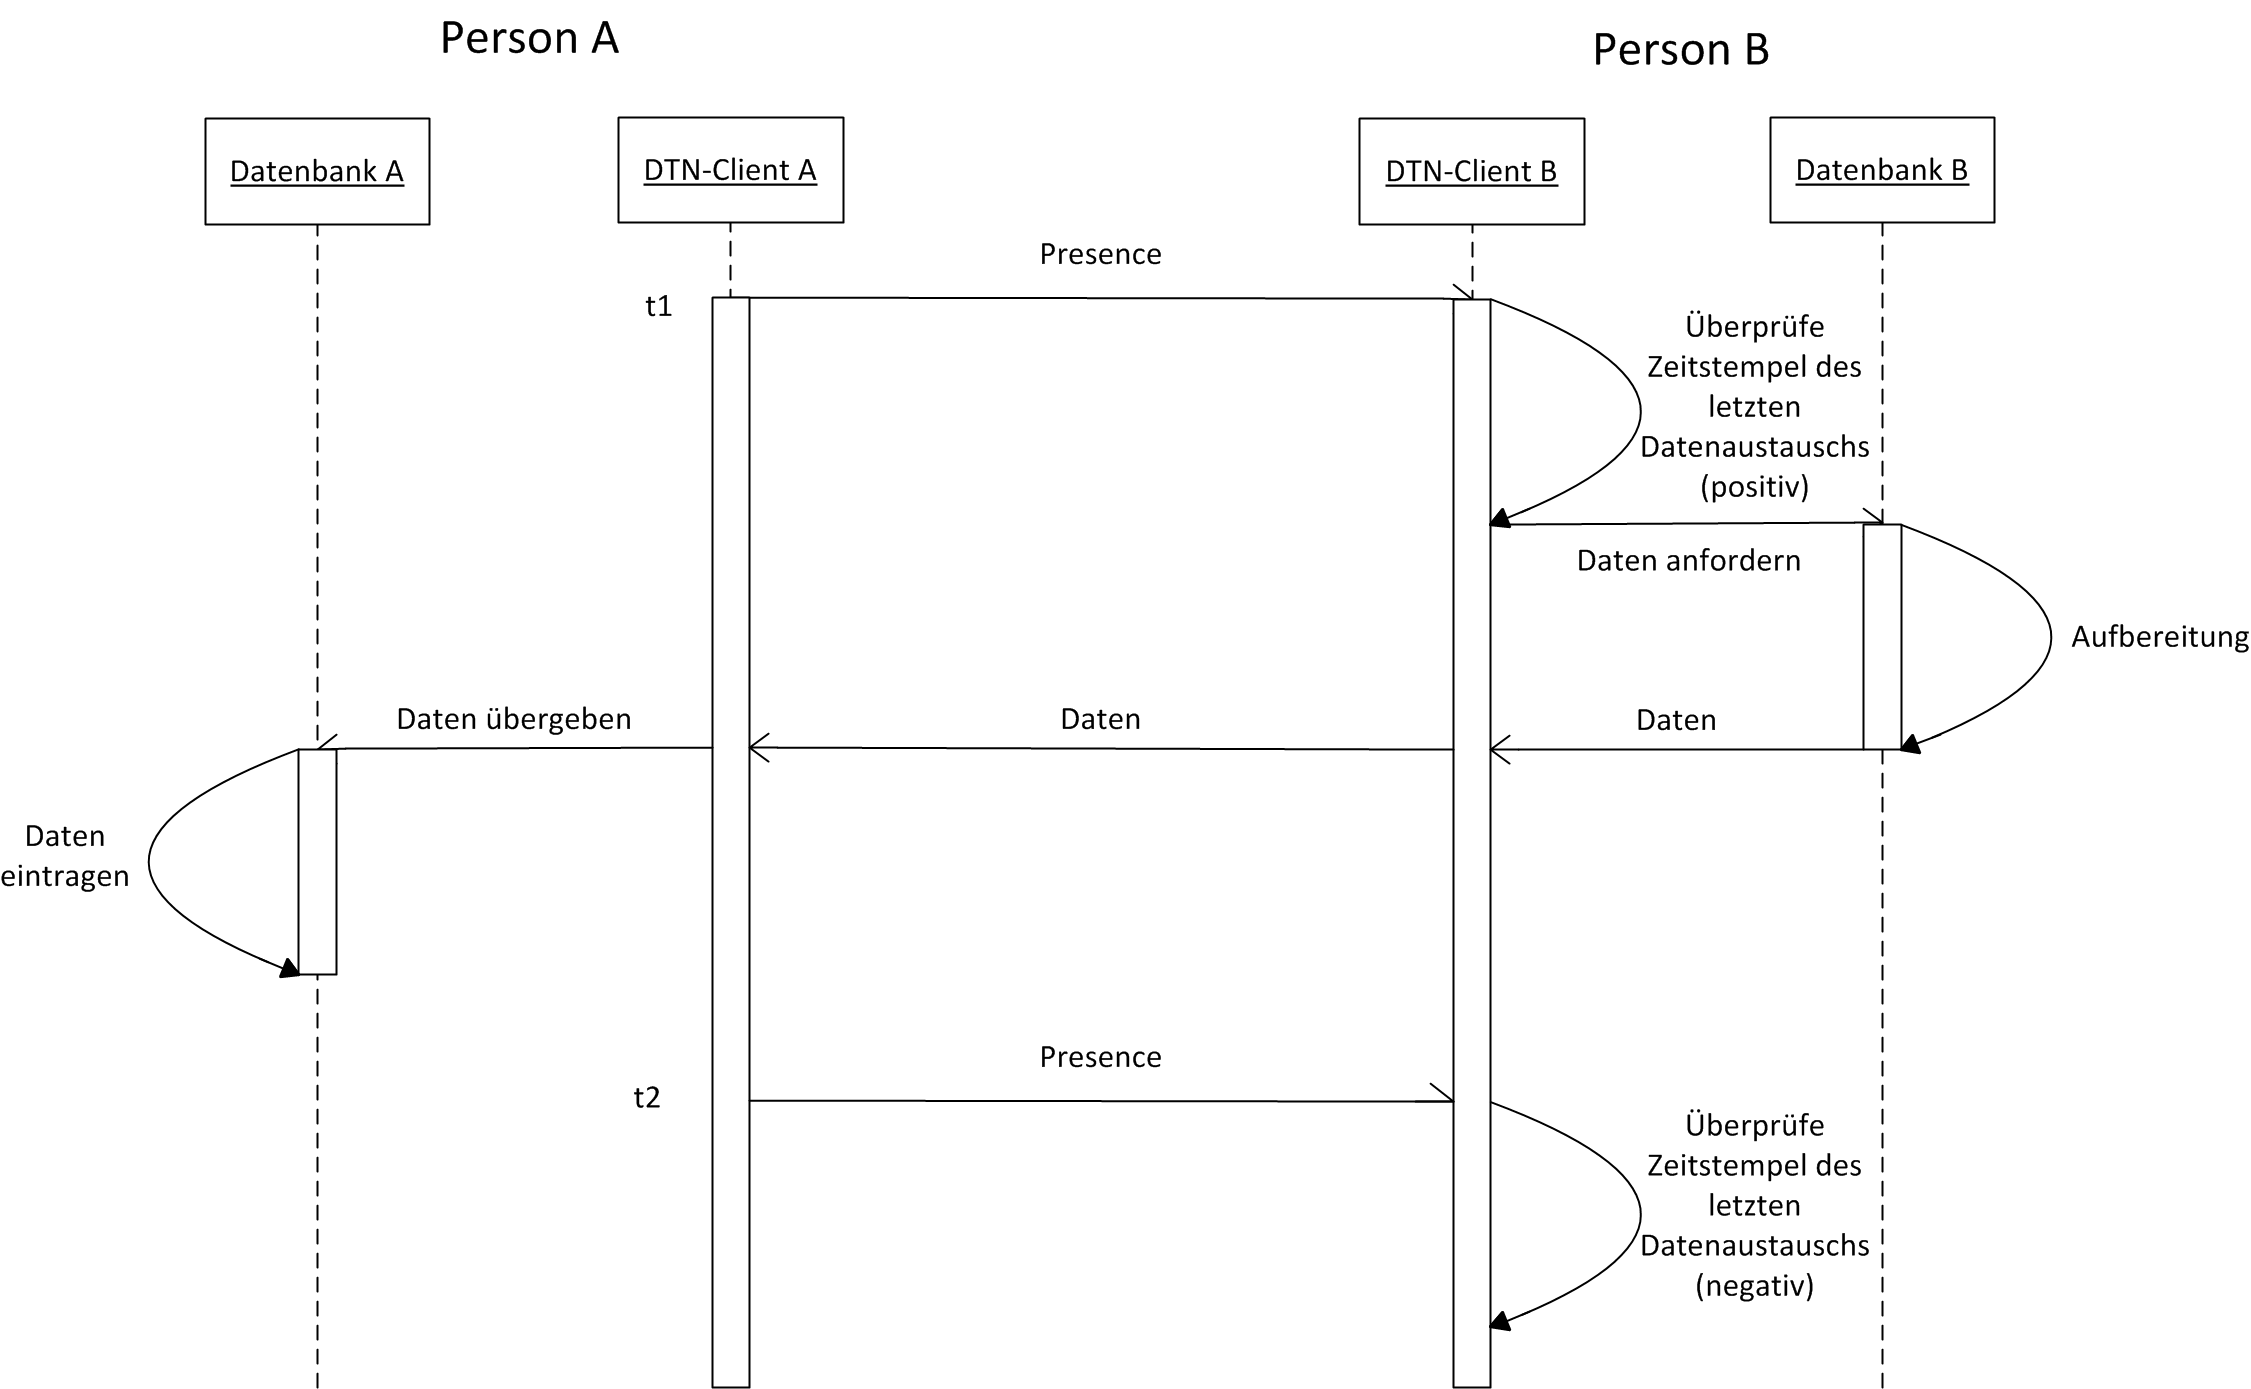 Person A
Person B
Datenbank A
DTN-Client A
DTN-Client B
Datenbank B
Presence
t1
Überprüfe
Zeitstempel des
letzten
Datenaustauschs
(positiv)
Daten anfordern
Aufbereitung
Daten übergeben
Daten
Daten
Daten
eintragen
Presence
t2
Überprüfe
Zeitstempel des
letzten
Datenaustauschs
(negativ)